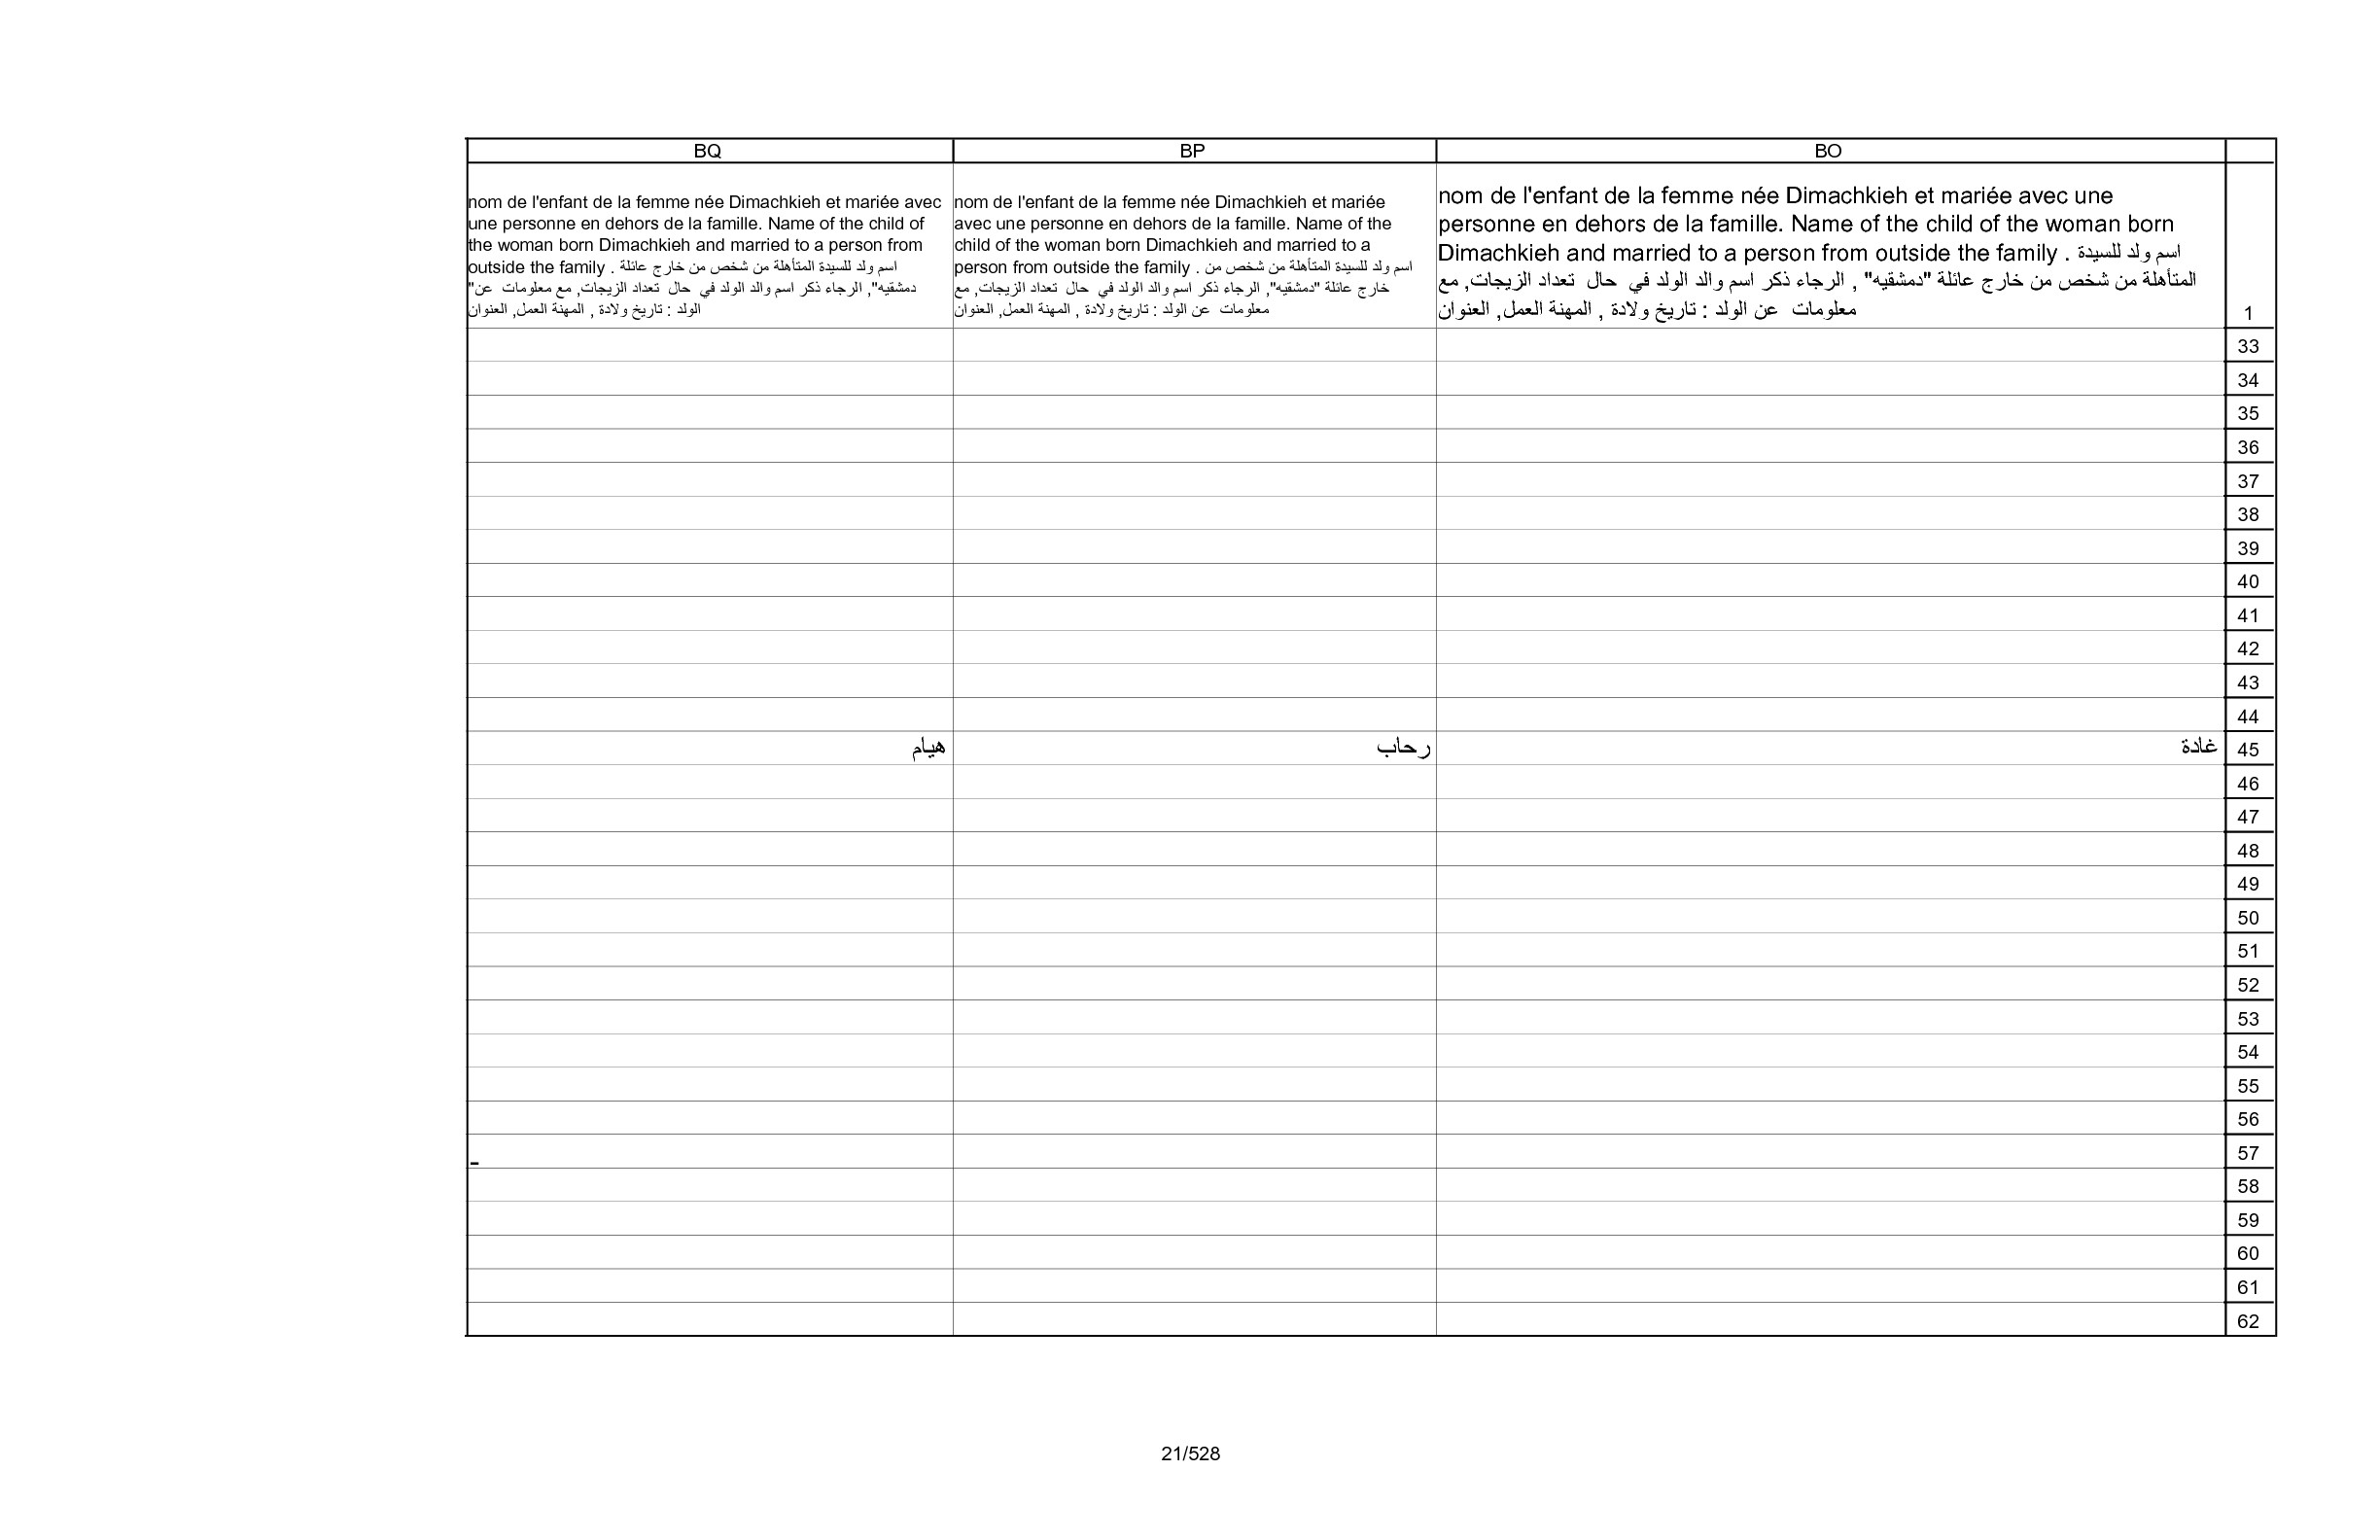 BQ BP BO
nom de l'enfant de la femme née Dimachkieh et mariée avec
une personne en dehors de la famille. Name of the child of
the woman born Dimachkieh and married to a person from
outside the family . اسم ولد للسيدة المتأهلة من شخص من خارج عائلة
"دمشقيه", الرجاء ذكر اسم والد الولد في حال تعداد الزيجات, مع معلومات عن
الولد : تاريخ ولادة , المهنة العمل, العنوان
nom de l'enfant de la femme née Dimachkieh et mariée
avec une personne en dehors de la famille. Name of the
child of the woman born Dimachkieh and married to a
person from outside the family . اسم ولد للسيدة المتأهلة من شخص من
خارج عائلة "دمشقيه", الرجاء ذكر اسم والد الولد في حال تعداد الزيجات, مع
معلومات عن الولد : تاريخ ولادة , المهنة العمل, العنوان
nom de l'enfant de la femme née Dimachkieh et mariée avec une
personne en dehors de la famille. Name of the child of the woman born
Dimachkieh and married to a person from outside the family . اسم ولد للسيدة
المتأهلة من شخص من خارج عائلة "دمشقيه" , الرجاء ذكر اسم والد الولد في حال تعداد الزيجات, مع
معلومات عن الولد : تاريخ ولادة , المهنة العمل, العنوان
1
33
34
35
36
37
38
39
40
41
42
43
44
هيام رحاب غادة 45
46
47
48
49
50
51
52
53
54
55
56
- 57
58
59
60
61
62
21/528